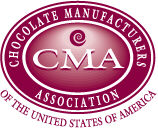 CHOCOLATE MANUFACTURERS
CMA
ASSOCIATION
OF THE UNITED STATES OF AMERICA